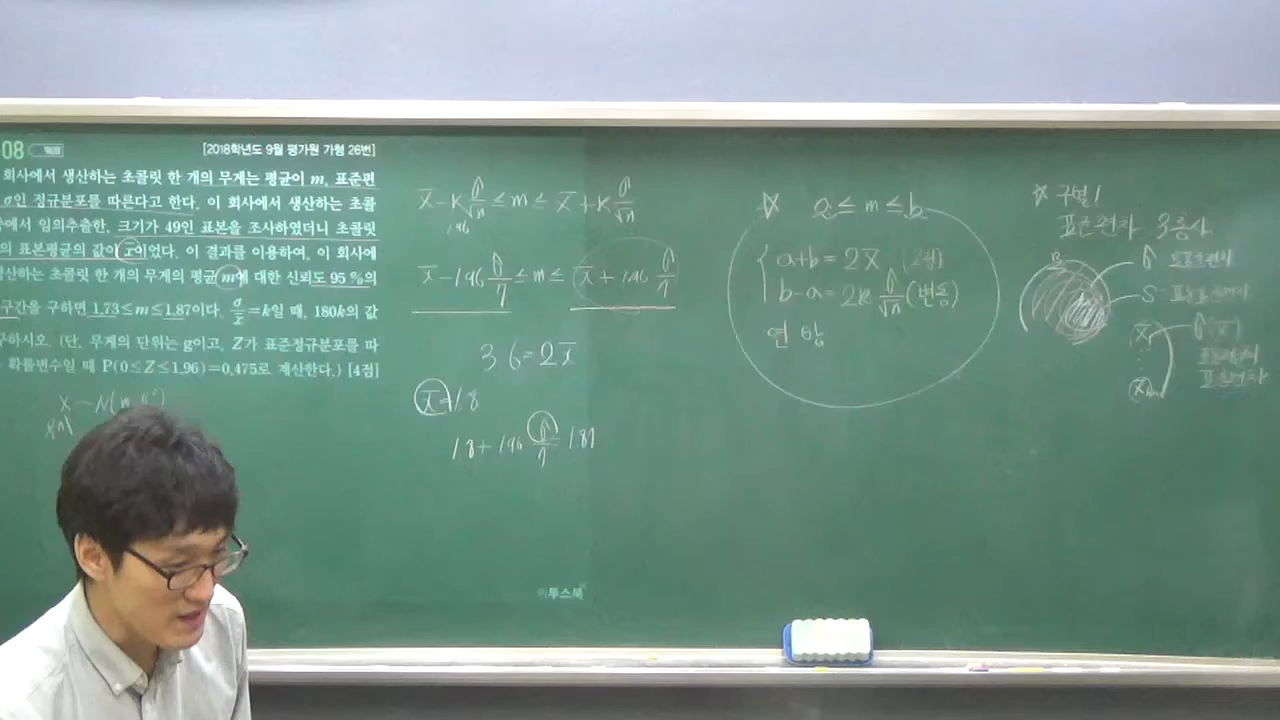 08
[2018학년도 9월 평가원 가형 26번]
회사에서 생산하는 초콜릿 한 개의 무게는 평균이 m, 표준편
σ인 정규분포를 따른다고 한다. 이 회사에서 생산하는 초콜
중에서 임의추출한, 크기가 49인 표본을 조사하였더니 초콜릿
의 표본평균의 값이 x̄이었다. 이 결과를 이용하여, 이 회사에
산하는 초콜릿 한 개의 무게의 평균 m에 대한 신뢰도 95 %의
구간을 구하면 1.73≤m≤1.87이다. σ/x̄=k일 때, 180k의 값
구하시오. (단, 무게의 단위는 g이고, Z가 표준정규분포를 따
확률변수일 때 P(0≤Z≤1.96)=0.475로 계산한다.) [4점]
X̄-K σ/√n ≤ m ≤ X̄+K σ/√n
1.96
X̄-1.96 σ/7 ≤ m ≤ X̄+1.96 σ/7
3.6=2X̄
X̄=1.8
1.8+1.96 σ/7 = 1.87
a ≤ m ≤ b
a+b=2X̄
b-a=2k σ/√n
연 방
구별!
표준편차 3총사
σ
S
σ(X̄)
투스북